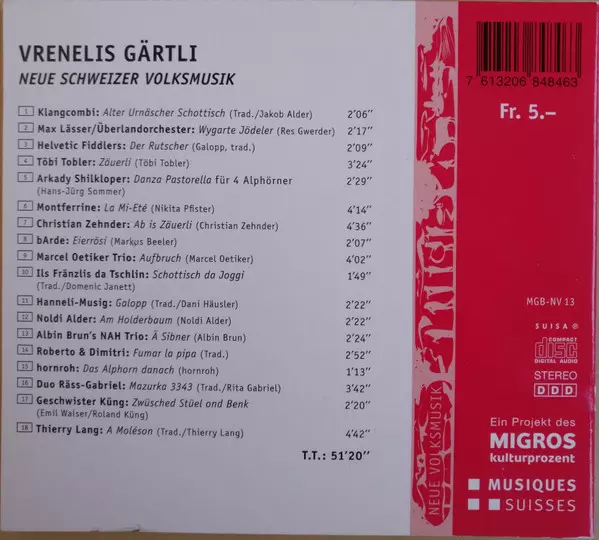 VRENELIS GÄRTLI
NEUE SCHWEIZER VOLKSMUSIK
1 Klangcombi: Alter Urnäscher Schottisch (Trad./Jakob Alder) 2'06''
2 Max Lässer/Überlandorchester: Wygarte Jödeler (Res Gwerder) 2'17''
3 Helvetic Fiddlers: Der Rutscher (Galopp, trad.) 2'09''
4 Töbi Tobler: Zäuerli (Töbi Tobler) 3'24''
5 Arkady Shilkloper: Danza Pastorella für 4 Alphörner 2'29''
(Hans-Jürg Sommer)
6 Montferrine: La Mi-Eté (Nikita Pfister) 4'14''
7 Christian Zehnder: Ab is Zäuerli (Christian Zehnder) 4'36''
8 bArde: Eierrösi (Markus Beeler) 2'07''
9 Marcel Oetiker Trio: Aufbruch (Marcel Oetiker) 4'02''
10 Ils Fränzlis da Tschlin: Schottisch da Joggi 1'49''
(Trad./Domenic Janett)
11 Hanneli-Musig: Galopp (Trad./Dani Häusler) 2'22''
12 Noldi Alder: Am Holderbaum (Noldi Alder) 2'22''
13 Albin Brun's NAH Trio: Ä Sibner (Albin Brun) 2'24''
14 Roberto & Dimitri: Fumar la pipa (Trad.) 2'52''
15 hornroh: Das Alphorn danach (hornroh) 1'13''
16 Duo Räss-Gabriel: Mazurka 3343 (Trad./Rita Gabriel) 3'42''
17 Geschwister Küng: Zwüsched Stüel ond Benk 2'20''
(Emil Walser/Roland Küng)
18 Thierry Lang: A Moléson (Trad./Thierry Lang) 4'42''
T.T.: 51'20''
NEUE VOLKSMUSIK
7 613206 848463
Fr. 5.–
MGB-NV 13
SUISA ®
COMPACT
disc
DIGITAL AUDIO
STEREO
DDD
Ein Projekt des
MIGROS
kulturprozent
MUSIQUES
SUISSES